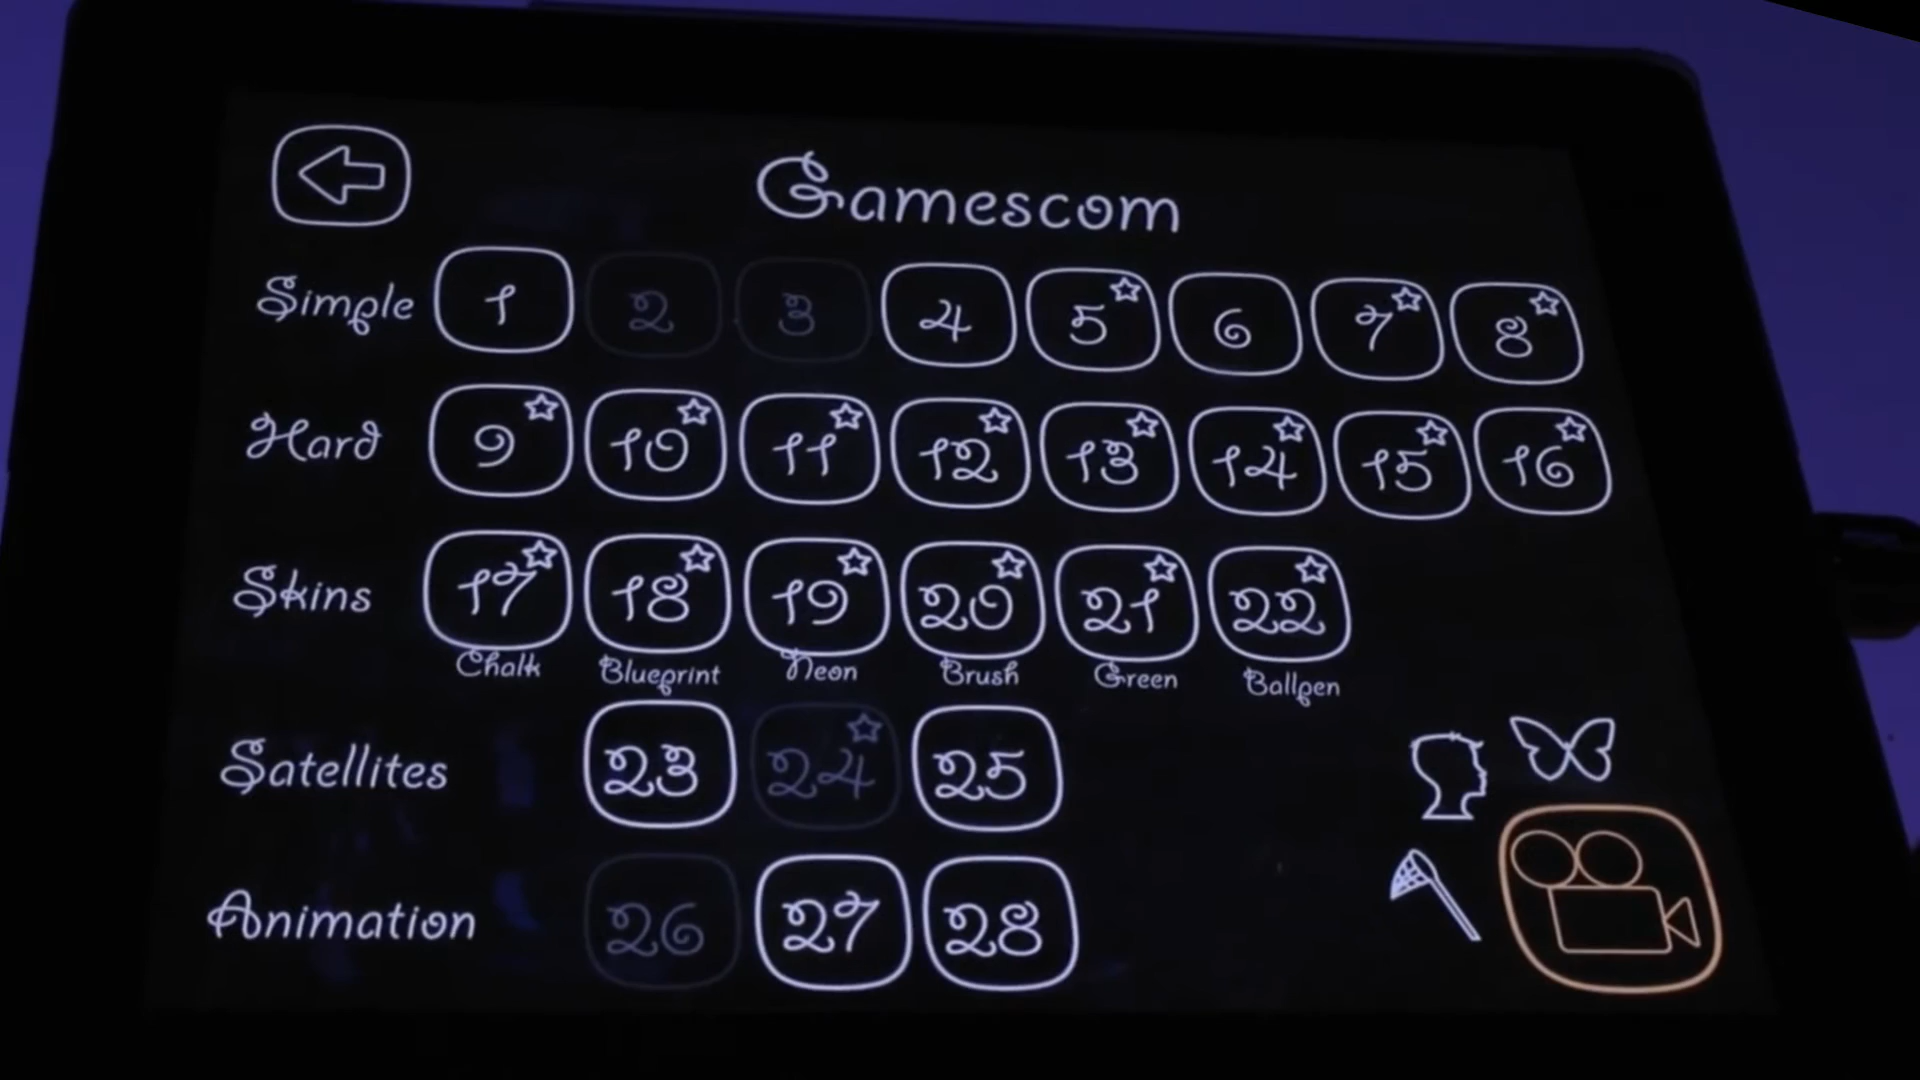 Gamescom
Simple 1 2 3 4 5 6 7 8
Hard 9 10 11 12 13 14 15 16
Skins 17 18 19 20 21 22
Chalk Blueprint Neon Brush Green Ballpen
Satellites 23 24 25
Animation 26 27 28